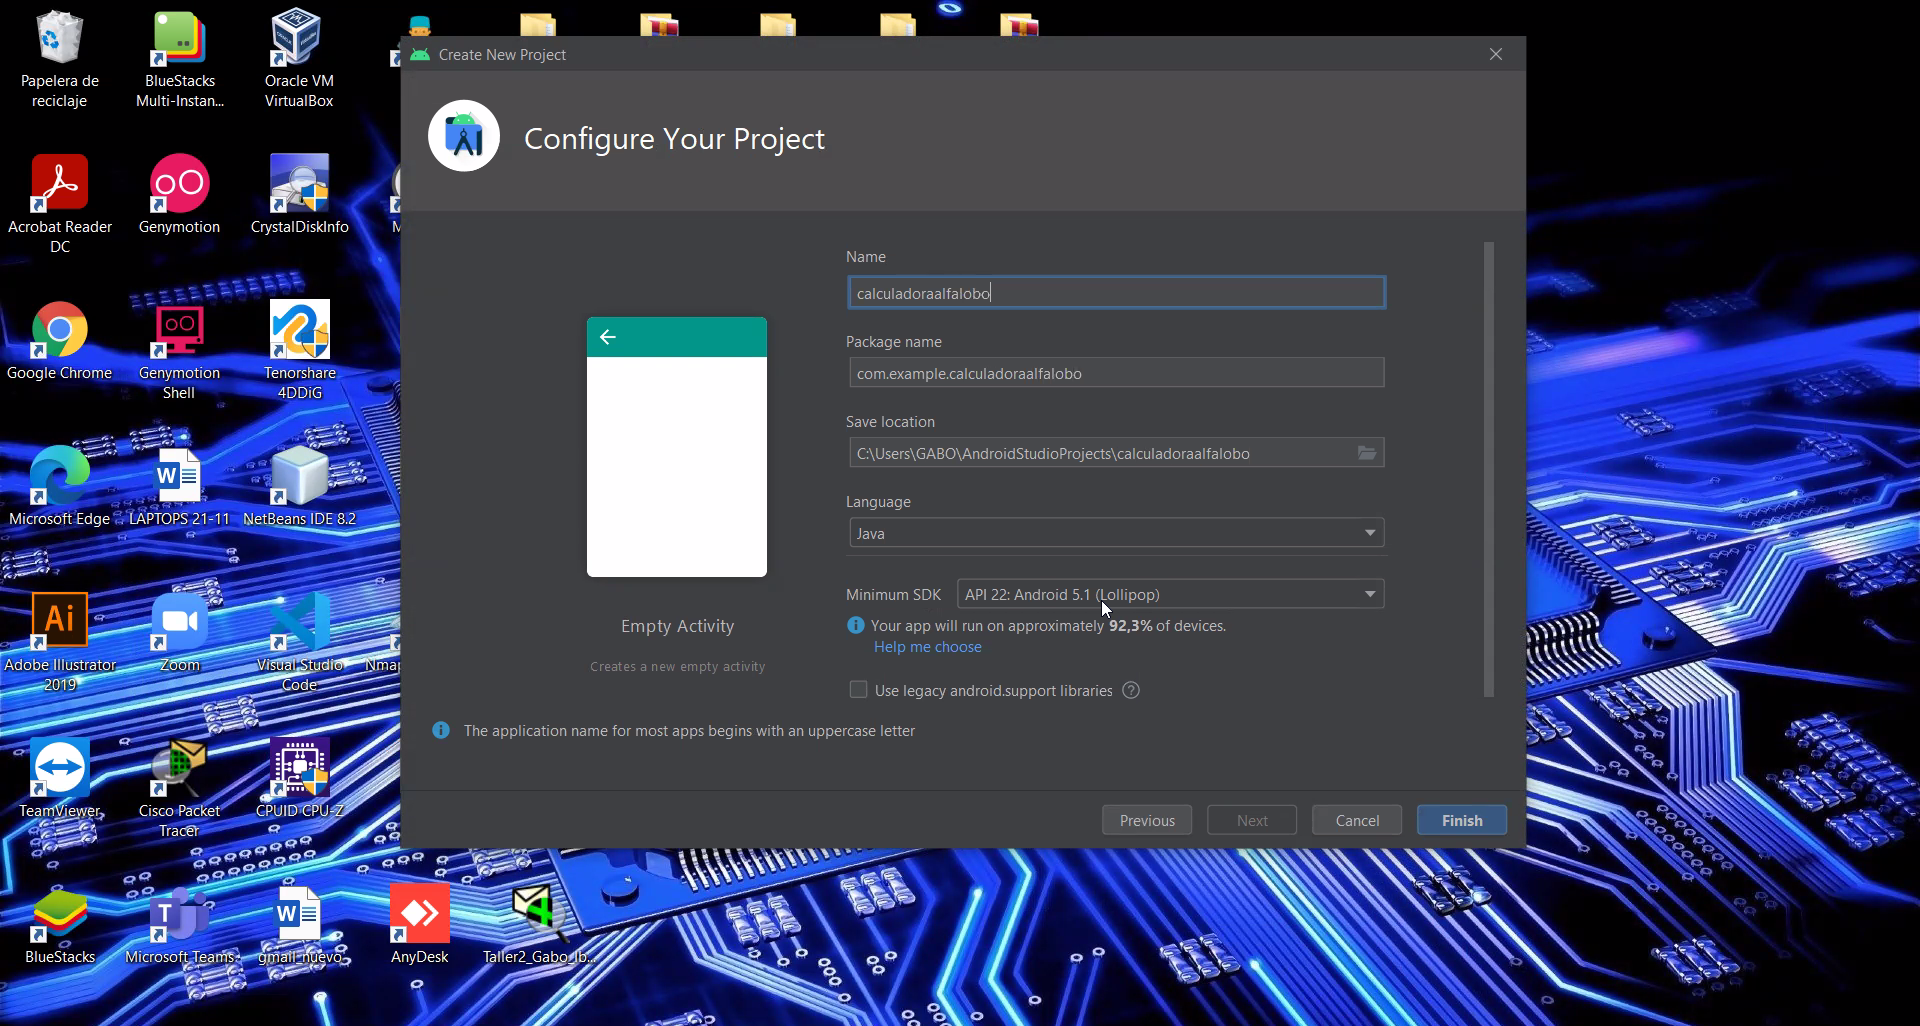 Papelera de
reciclaje
BlueStacks
Multi-Instan...
Oracle VM
VirtualBox
Acrobat Reader
DC
Genymotion
CrystalDiskInfo
Google Chrome
Genymotion
Shell
Tenorshare
4DDiG
Microsoft Edge
LAPTOPS 21-11
NetBeans IDE 8.2
Adobe Illustrator
2019
Zoom
Visual Studio
Code
Nmap
TeamViewer
Cisco Packet
Tracer
CPUID CPU-Z
BlueStacks
Microsoft Teams
gmail_nuevo
AnyDesk
Taller2_Gabo_Ib...
Create New Project
Configure Your Project
Name
calculadoraalfalobo
Package name
com.example.calculadoraalfalobo
Save location
C:\Users\GABO\AndroidStudioProjects\calculadoraalfalobo
Language
Java
Minimum SDK
API 22: Android 5.1 (Lollipop)
Your app will run on approximately 92,3% of devices.
Help me choose
Use legacy android.support libraries
Empty Activity
Creates a new empty activity
The application name for most apps begins with an uppercase letter
Previous
Next
Cancel
Finish